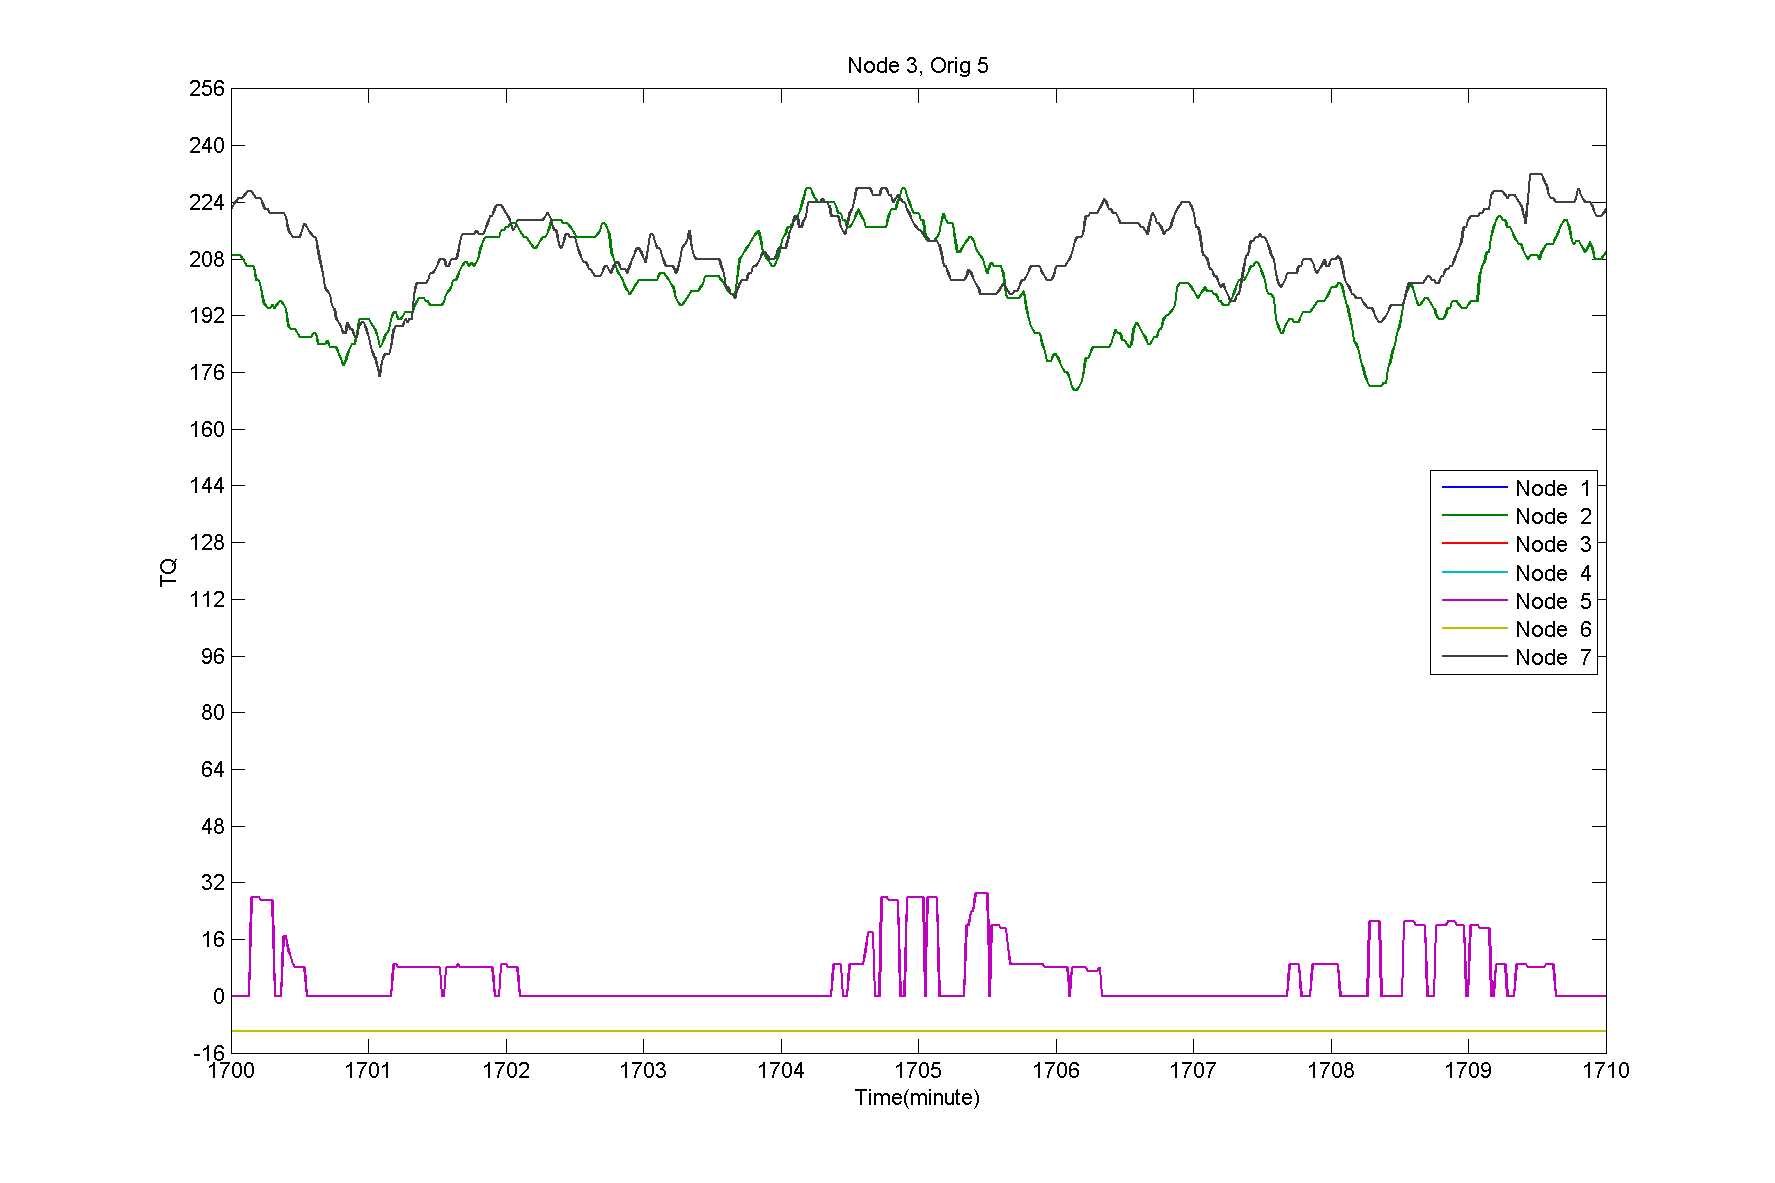 Node 3, Orig 5
256
240
224
208
192
176
160
144
128
112
96
80
64
48
32
16
0
-16
TQ
Node 1
Node 2
Node 3
Node 4
Node 5
Node 6
Node 7
1700 1701 1702 1703 1704 1705 1706 1707 1708 1709 1710
Time(minute)